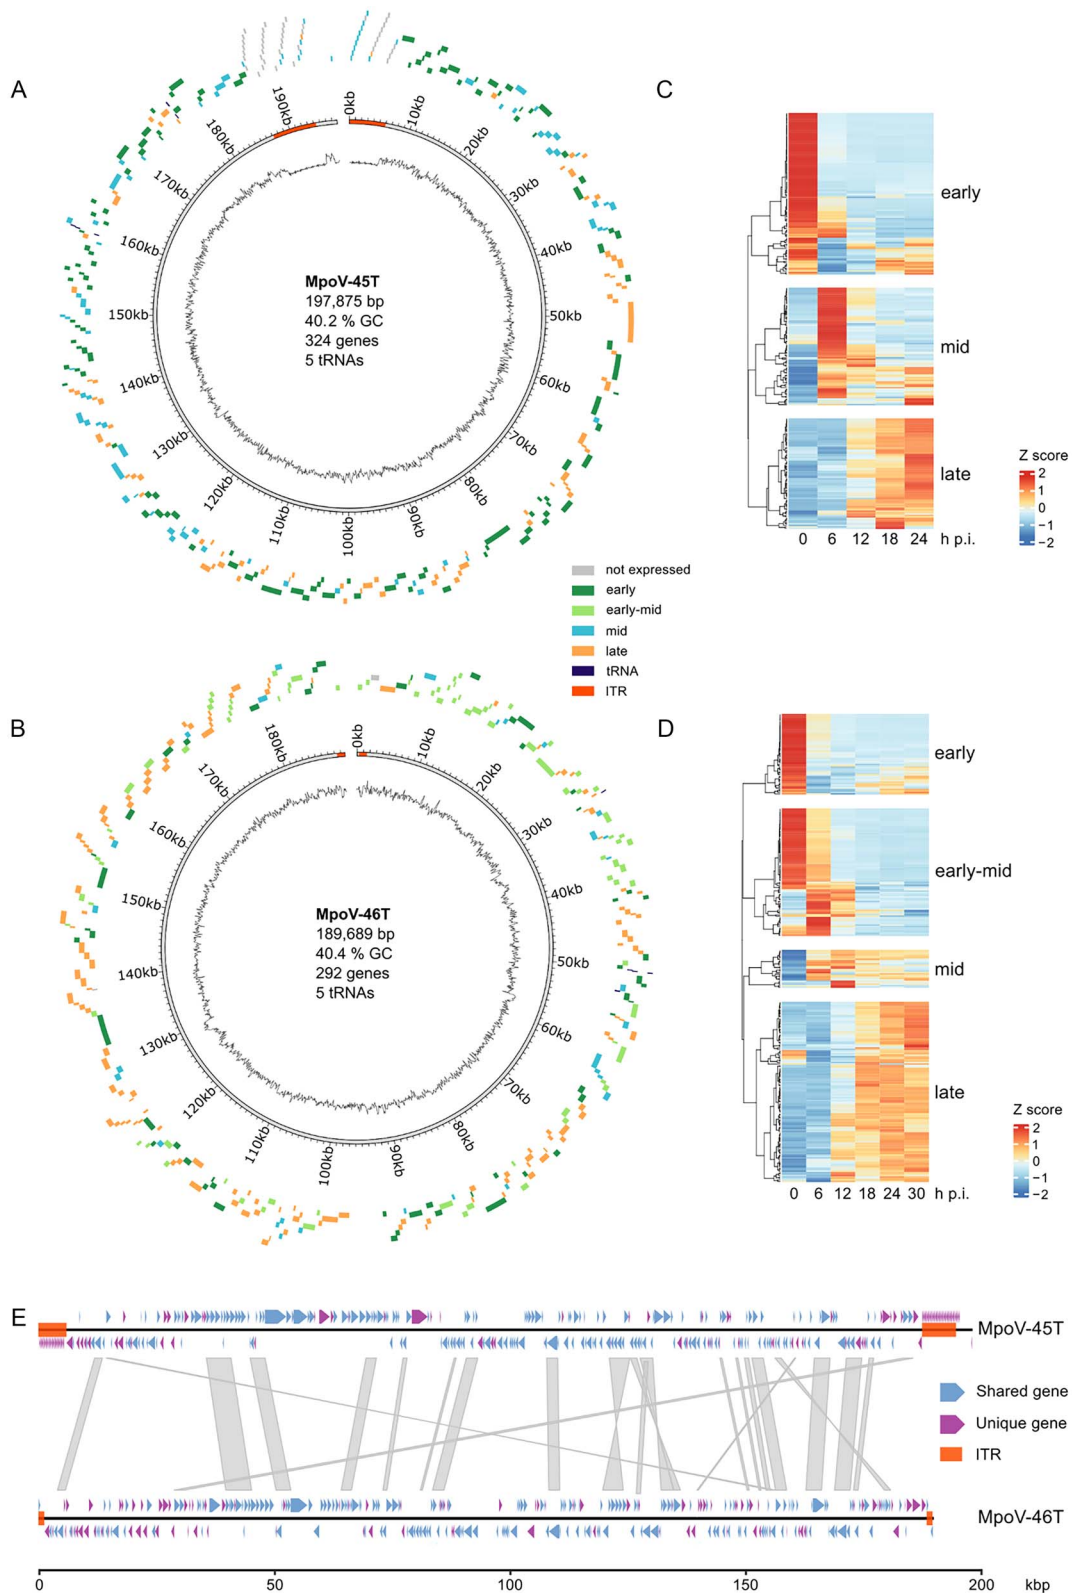 A
0kb
10kb
20kb
30kb
40kb
50kb
60kb
70kb
80kb
90kb
100kb
110kb
120kb
130kb
140kb
150kb
160kb
170kb
180kb
190kb
MpoV-45T
197,875 bp
40.2 % GC
324 genes
5 tRNAs
C
early
mid
late
0 6 12 18 24 h p.i.
Z score
2
1
0
−1
−2
not expressed
early
early-mid
mid
late
tRNA
ITR
B
0kb
10kb
20kb
30kb
40kb
50kb
60kb
70kb
80kb
90kb
100kb
110kb
120kb
130kb
140kb
150kb
160kb
170kb
180kb
MpoV-46T
189,689 bp
40.4 % GC
292 genes
5 tRNAs
D
early
early-mid
mid
late
0 6 12 18 24 30 h p.i.
Z score
2
1
0
−1
−2
E
MpoV-45T
Shared gene
Unique gene
ITR
MpoV-46T
0 50 100 150 200 kbp